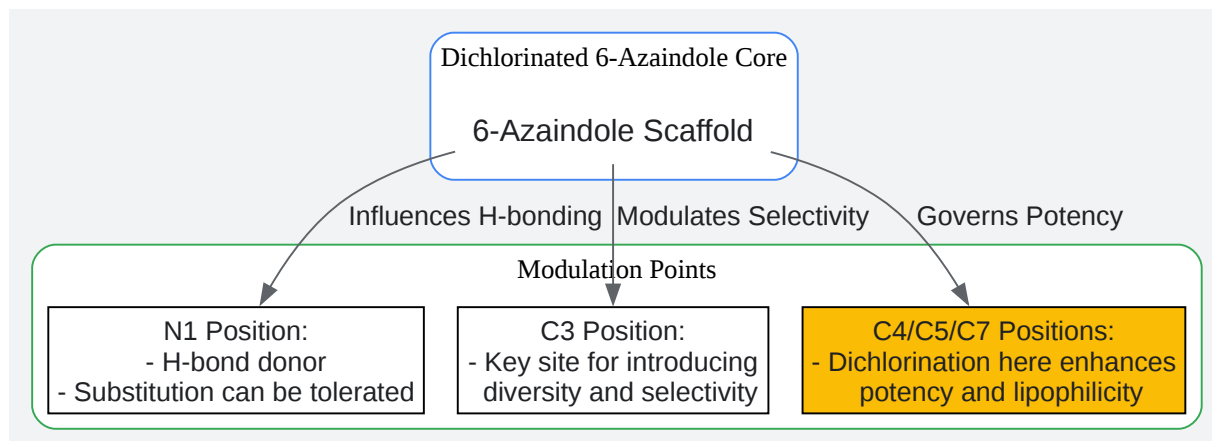 Dichlorinated 6-Azaindole Core
6-Azaindole Scaffold
Influences H-bonding
Modulates Selectivity
Governs Potency
Modulation Points
N1 Position:
- H-bond donor
- Substitution can be tolerated
C3 Position:
- Key site for introducing
diversity and selectivity
C4/C5/C7 Positions:
- Dichlorination here enhances
potency and lipophilicity